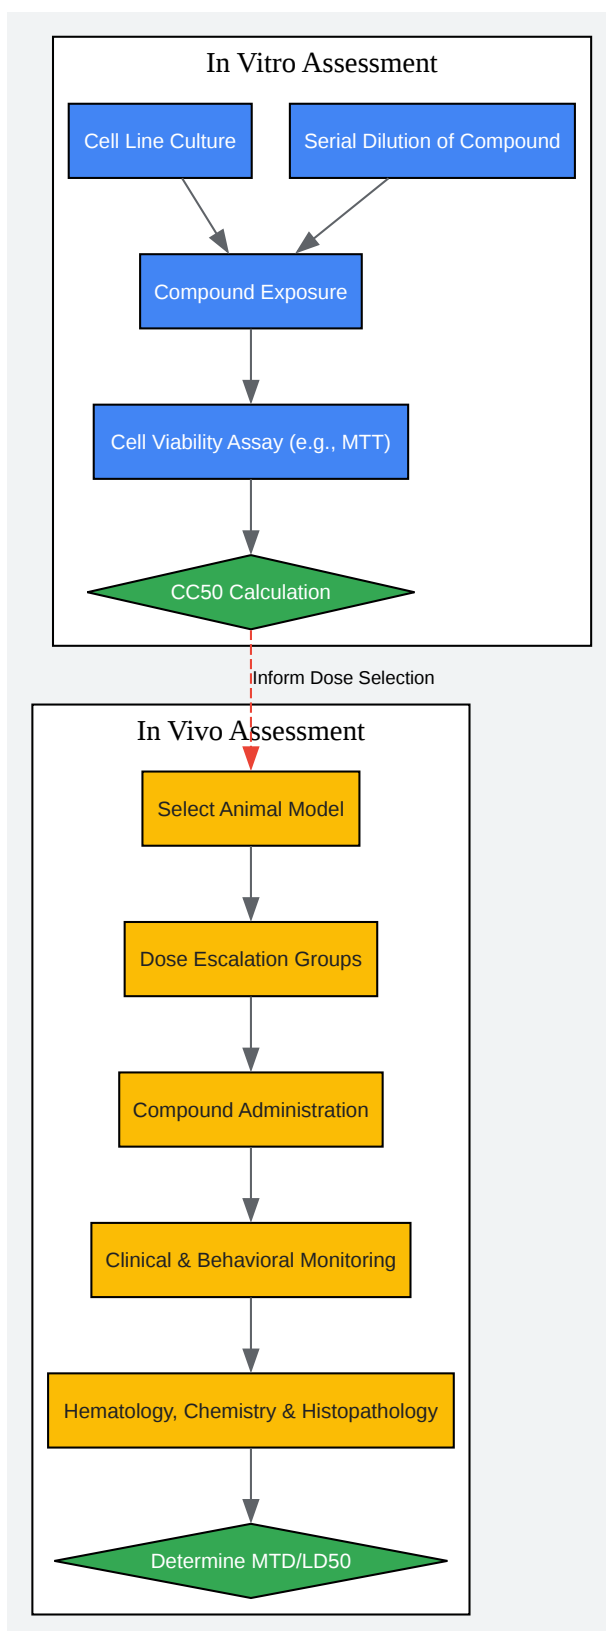 In Vitro Assessment
Cell Line Culture
Serial Dilution of Compound
Compound Exposure
Cell Viability Assay (e.g., MTT)
CC50 Calculation
Inform Dose Selection
In Vivo Assessment
Select Animal Model
Dose Escalation Groups
Compound Administration
Clinical & Behavioral Monitoring
Hematology, Chemistry & Histopathology
Determine MTD/LD50